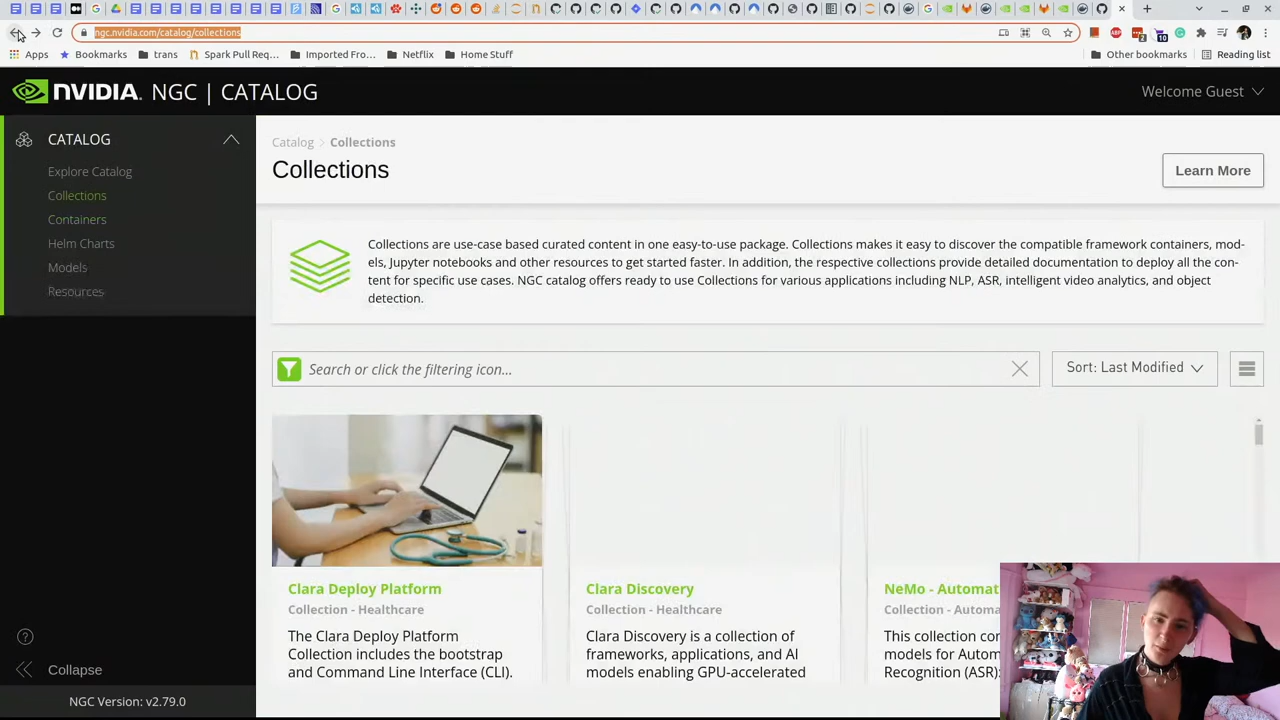 ngc.nvidia.com/catalog/collections
Apps
Bookmarks
trans
Spark Pull Req...
Imported Fro...
Netflix
Home Stuff
Other bookmarks
Reading list
NVIDIA. NGC | CATALOG
Welcome Guest
CATALOG
Explore Catalog
Collections
Containers
Helm Charts
Models
Resources
Collapse
NGC Version: v2.79.0
Catalog > Collections
Collections
Learn More
Collections are use-case based curated content in one easy-to-use package. Collections makes it easy to discover the compatible framework containers, mod-
els, Jupyter notebooks and other resources to get started faster. In addition, the respective collections provide detailed documentation to deploy all the con-
tent for specific use cases. NGC catalog offers ready to use Collections for various applications including NLP, ASR, intelligent video analytics, and object
detection.
Search or click the filtering icon...
Sort: Last Modified
Clara Deploy Platform
Collection - Healthcare
The Clara Deploy Platform
Collection includes the bootstrap
and Command Line Interface (CLI).
Clara Discovery
Collection - Healthcare
Clara Discovery is a collection of
frameworks, applications, and AI
models enabling GPU-accelerated
NeMo - Automat
Collection - Automa
This collection con
models for Autom
Recognition (ASR):